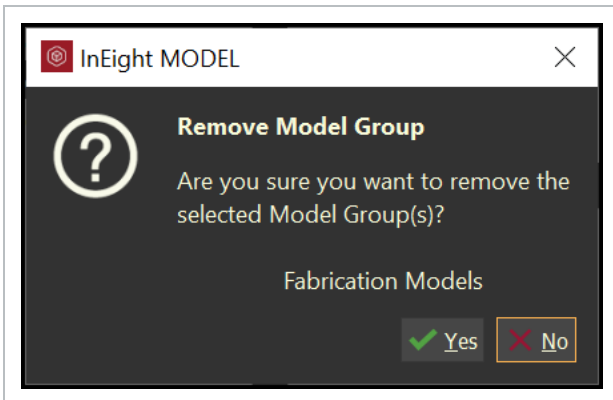 InEight MODEL
Remove Model Group
Are you sure you want to remove the
selected Model Group(s)?
Fabrication Models
Yes No